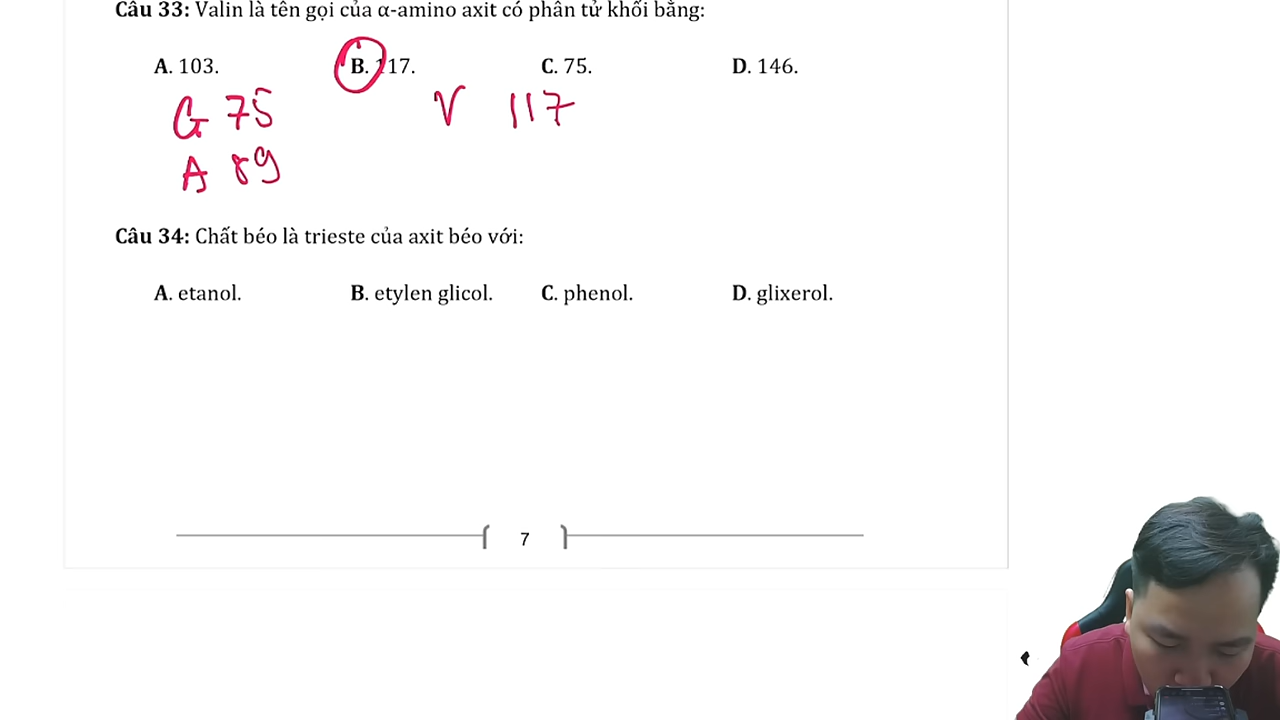 Câu 33: Valin là tên gọi của α-amino axit có phân tử khối bằng:
A. 103. B. 117. C. 75. D. 146.
G 75 V 117
A 89
Câu 34: Chất béo là trieste của axit béo với:
A. etanol. B. etylen glicol. C. phenol. D. glixerol.
7